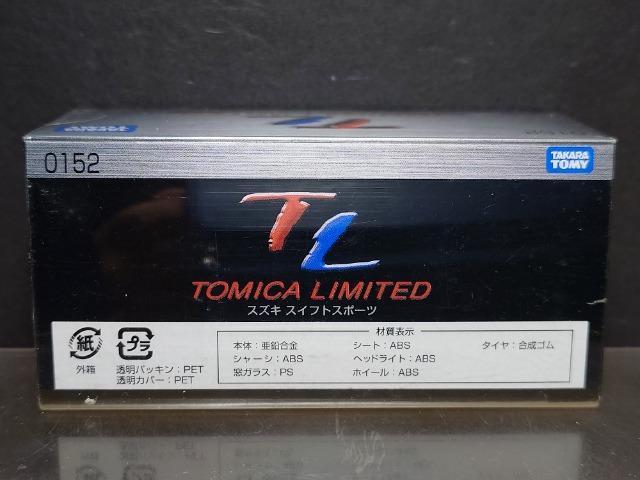 0152
TAKARA TOMY
TL
TOMICA LIMITED
スズキ スイフトスポーツ
材質表示
紙
外箱
プラ
透明パッキン:PET
透明カバー:PET
本体:亜鉛合金
シャーシ:ABS
窓ガラス:PS
シート:ABS
ヘッドライト:ABS
ホイール:ABS
タイヤ:合成ゴム